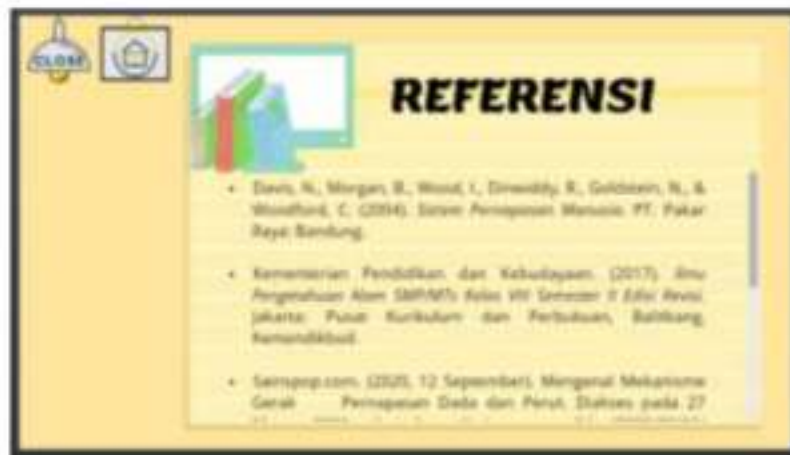 CLOSE
REFERENSI
• Davis, N., Morgan, B., Wood, I., Dinwiddy, R., Goldstein, N., &
Woodford, C. (2004). Sistem Pernapasan Manusia. PT. Pakar
Raya: Bandung.
• Kementerian Pendidikan dan Kebudayaan. (2017). Ilmu
Pengetahuan Alam SMP/MTs Kelas VIII Semester II Edisi Revisi.
Jakarta: Pusat Kurikulum dan Perbukuan, Balitbang,
Kemendikbud.
• Sainspop.com. (2020, 12 September). Mengenal Mekanisme
Gerak Pernapasan Dada dan Perut. Diakses pada 27